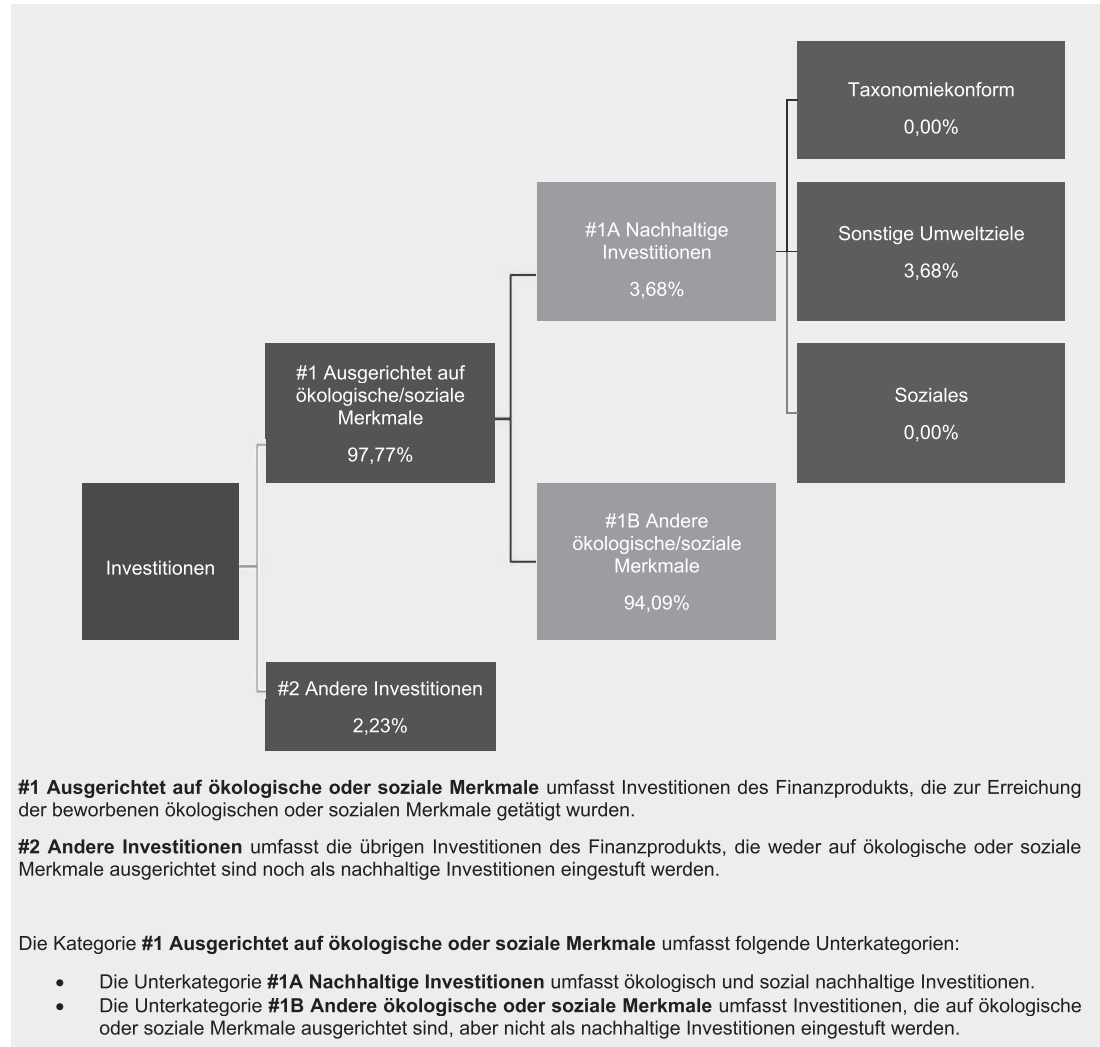 Taxonomiekonform
0,00%
#1A Nachhaltige
Investitionen
3,68%
Sonstige Umweltziele
3,68%
#1 Ausgerichtet auf
ökologische/soziale
Merkmale
97,77%
Soziales
0,00%
Investitionen
#1B Andere
ökologische/soziale
Merkmale
94,09%
#2 Andere Investitionen
2,23%
#1 Ausgerichtet auf ökologische oder soziale Merkmale umfasst Investitionen des Finanzprodukts, die zur Erreichung
der beworbenen ökologischen oder sozialen Merkmale getätigt wurden.
#2 Andere Investitionen umfasst die übrigen Investitionen des Finanzprodukts, die weder auf ökologische oder soziale
Merkmale ausgerichtet sind noch als nachhaltige Investitionen eingestuft werden.
Die Kategorie #1 Ausgerichtet auf ökologische oder soziale Merkmale umfasst folgende Unterkategorien:
• Die Unterkategorie #1A Nachhaltige Investitionen umfasst ökologisch und sozial nachhaltige Investitionen.
• Die Unterkategorie #1B Andere ökologische oder soziale Merkmale umfasst Investitionen, die auf ökologische
oder soziale Merkmale ausgerichtet sind, aber nicht als nachhaltige Investitionen eingestuft werden.